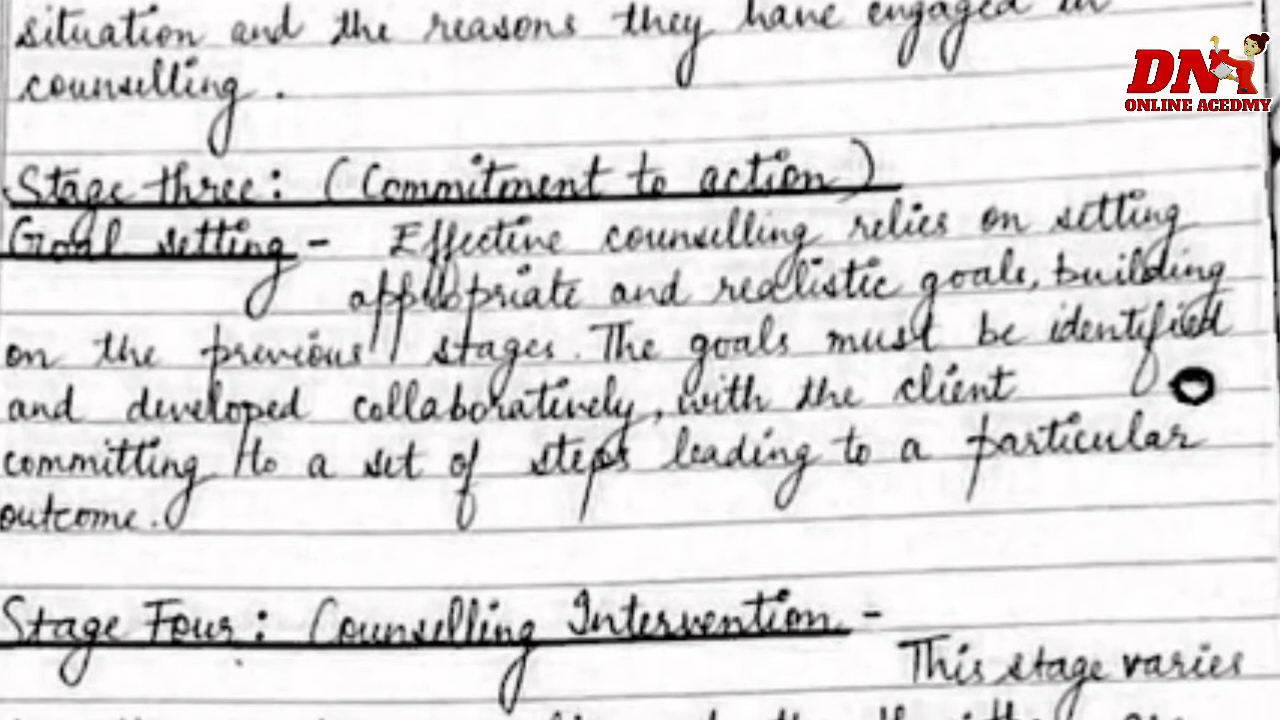 situation and the reasons they have engaged in
counselling.
DNA
ONLINE ACEDMY
Stage three: (Commitment to action)
Goal setting - Effective counselling relies on setting
appropriate and realistic goals, building
on the previous stages. The goals must be identified
and developed collaboratively, with the client
committing to a set of steps leading to a particular
outcome.
Stage Four: Counselling Intervention -
This stage varies